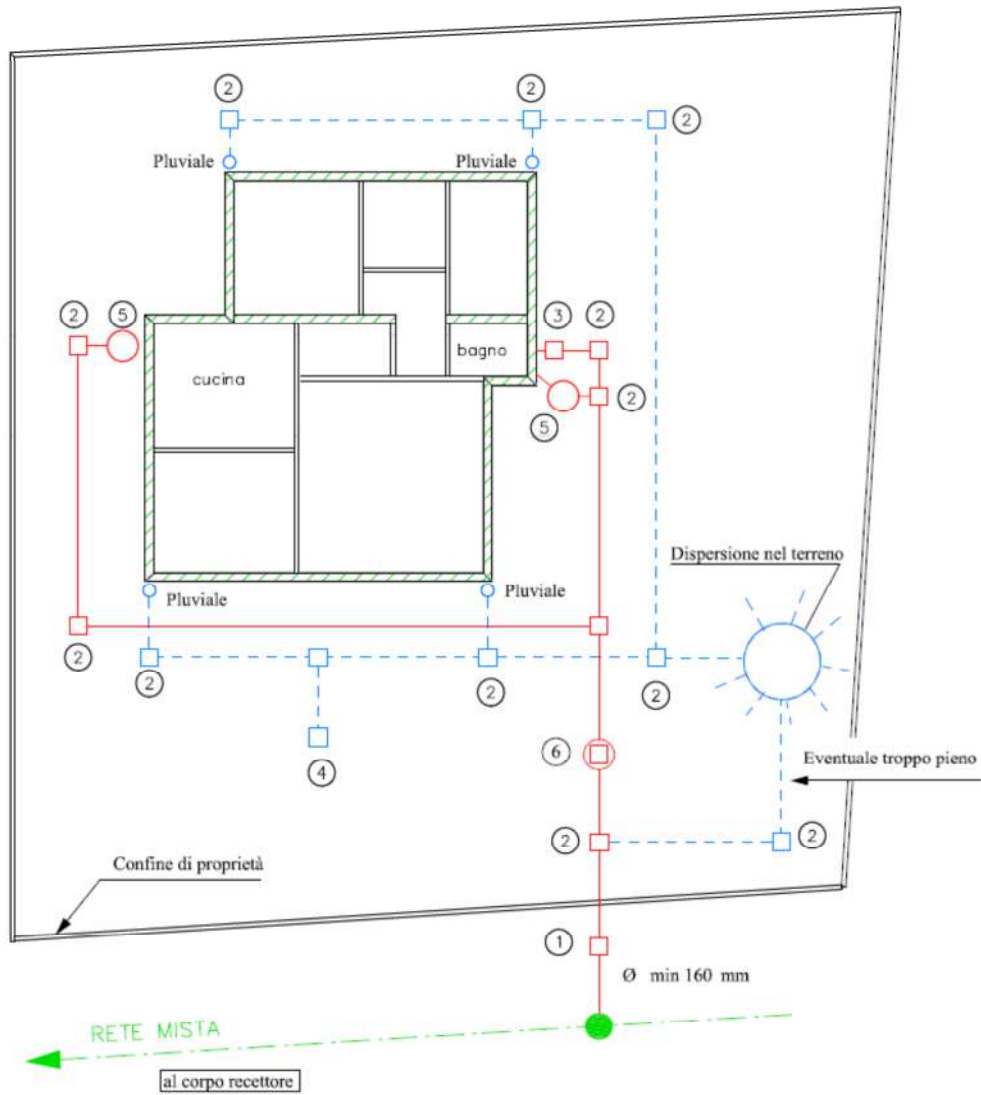 2
2
2
Pluviale
Pluviale
2
5
3
2
bagno
cucina
2
5
Dispersione nel terreno
Pluviale
Pluviale
2
2
2
2
6
Eventuale troppo pieno
4
2
2
Confine di proprietà
1
Ø min 160 mm
RETE MISTA
al corpo recettore